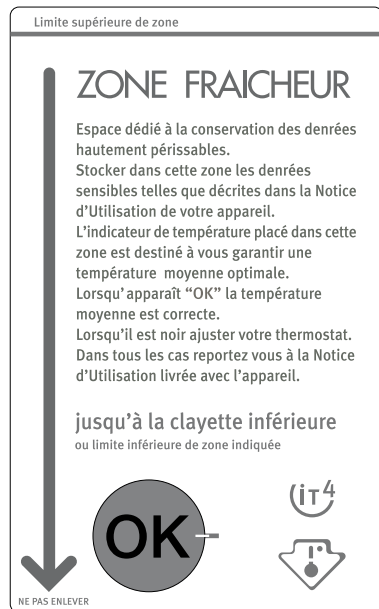 Limite supérieure de zone
ZONE FRAICHEUR
Espace dédié à la conservation des denrées
hautement périssables.
Stocker dans cette zone les denrées
sensibles telles que décrites dans la Notice
d'Utilisation de votre appareil.
L'indicateur de température placé dans cette
zone est destiné à vous garantir une
température moyenne optimale.
Lorsqu'apparaît “OK” la température
moyenne est correcte.
Lorsqu'il est noir ajuster votre thermostat.
Dans tous les cas reportez vous à la Notice
d'Utilisation livrée avec l'appareil.
jusqu'à la clayette inférieure
ou limite inférieure de zone indiquée
OK
iT4
NE PAS ENLEVER